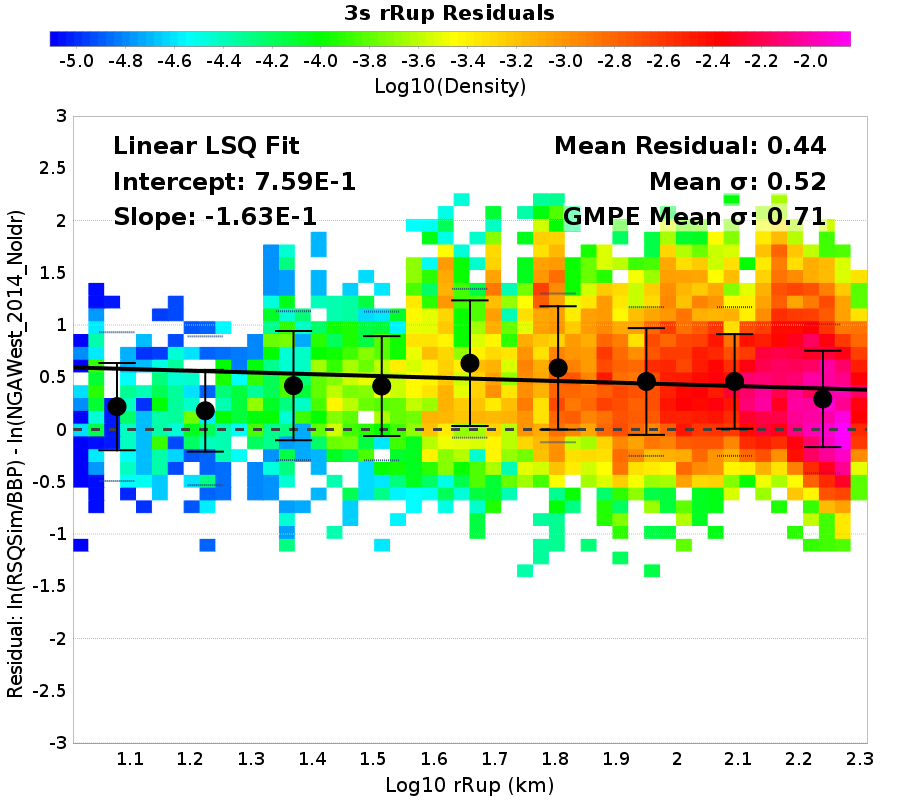 3s rRup Residuals
-5.0 -4.8 -4.6 -4.4 -4.2 -4.0 -3.8 -3.6 -3.4 -3.2 -3.0 -2.8 -2.6 -2.4 -2.2 -2.0
Log10(Density)
Linear LSQ Fit
Intercept: 7.59E-1
Slope: -1.63E-1
Mean Residual: 0.44
Mean σ: 0.52
GMPE Mean σ: 0.71
3
2.5
2
1.5
1
0.5
0
-0.5
-1
-1.5
-2
-2.5
-3
Residual: ln(RSQSim/BBP) - ln(NGAWest_2014_NoIdr)
1.1 1.2 1.3 1.4 1.5 1.6 1.7 1.8 1.9 2 2.1 2.2 2.3
Log10 rRup (km)